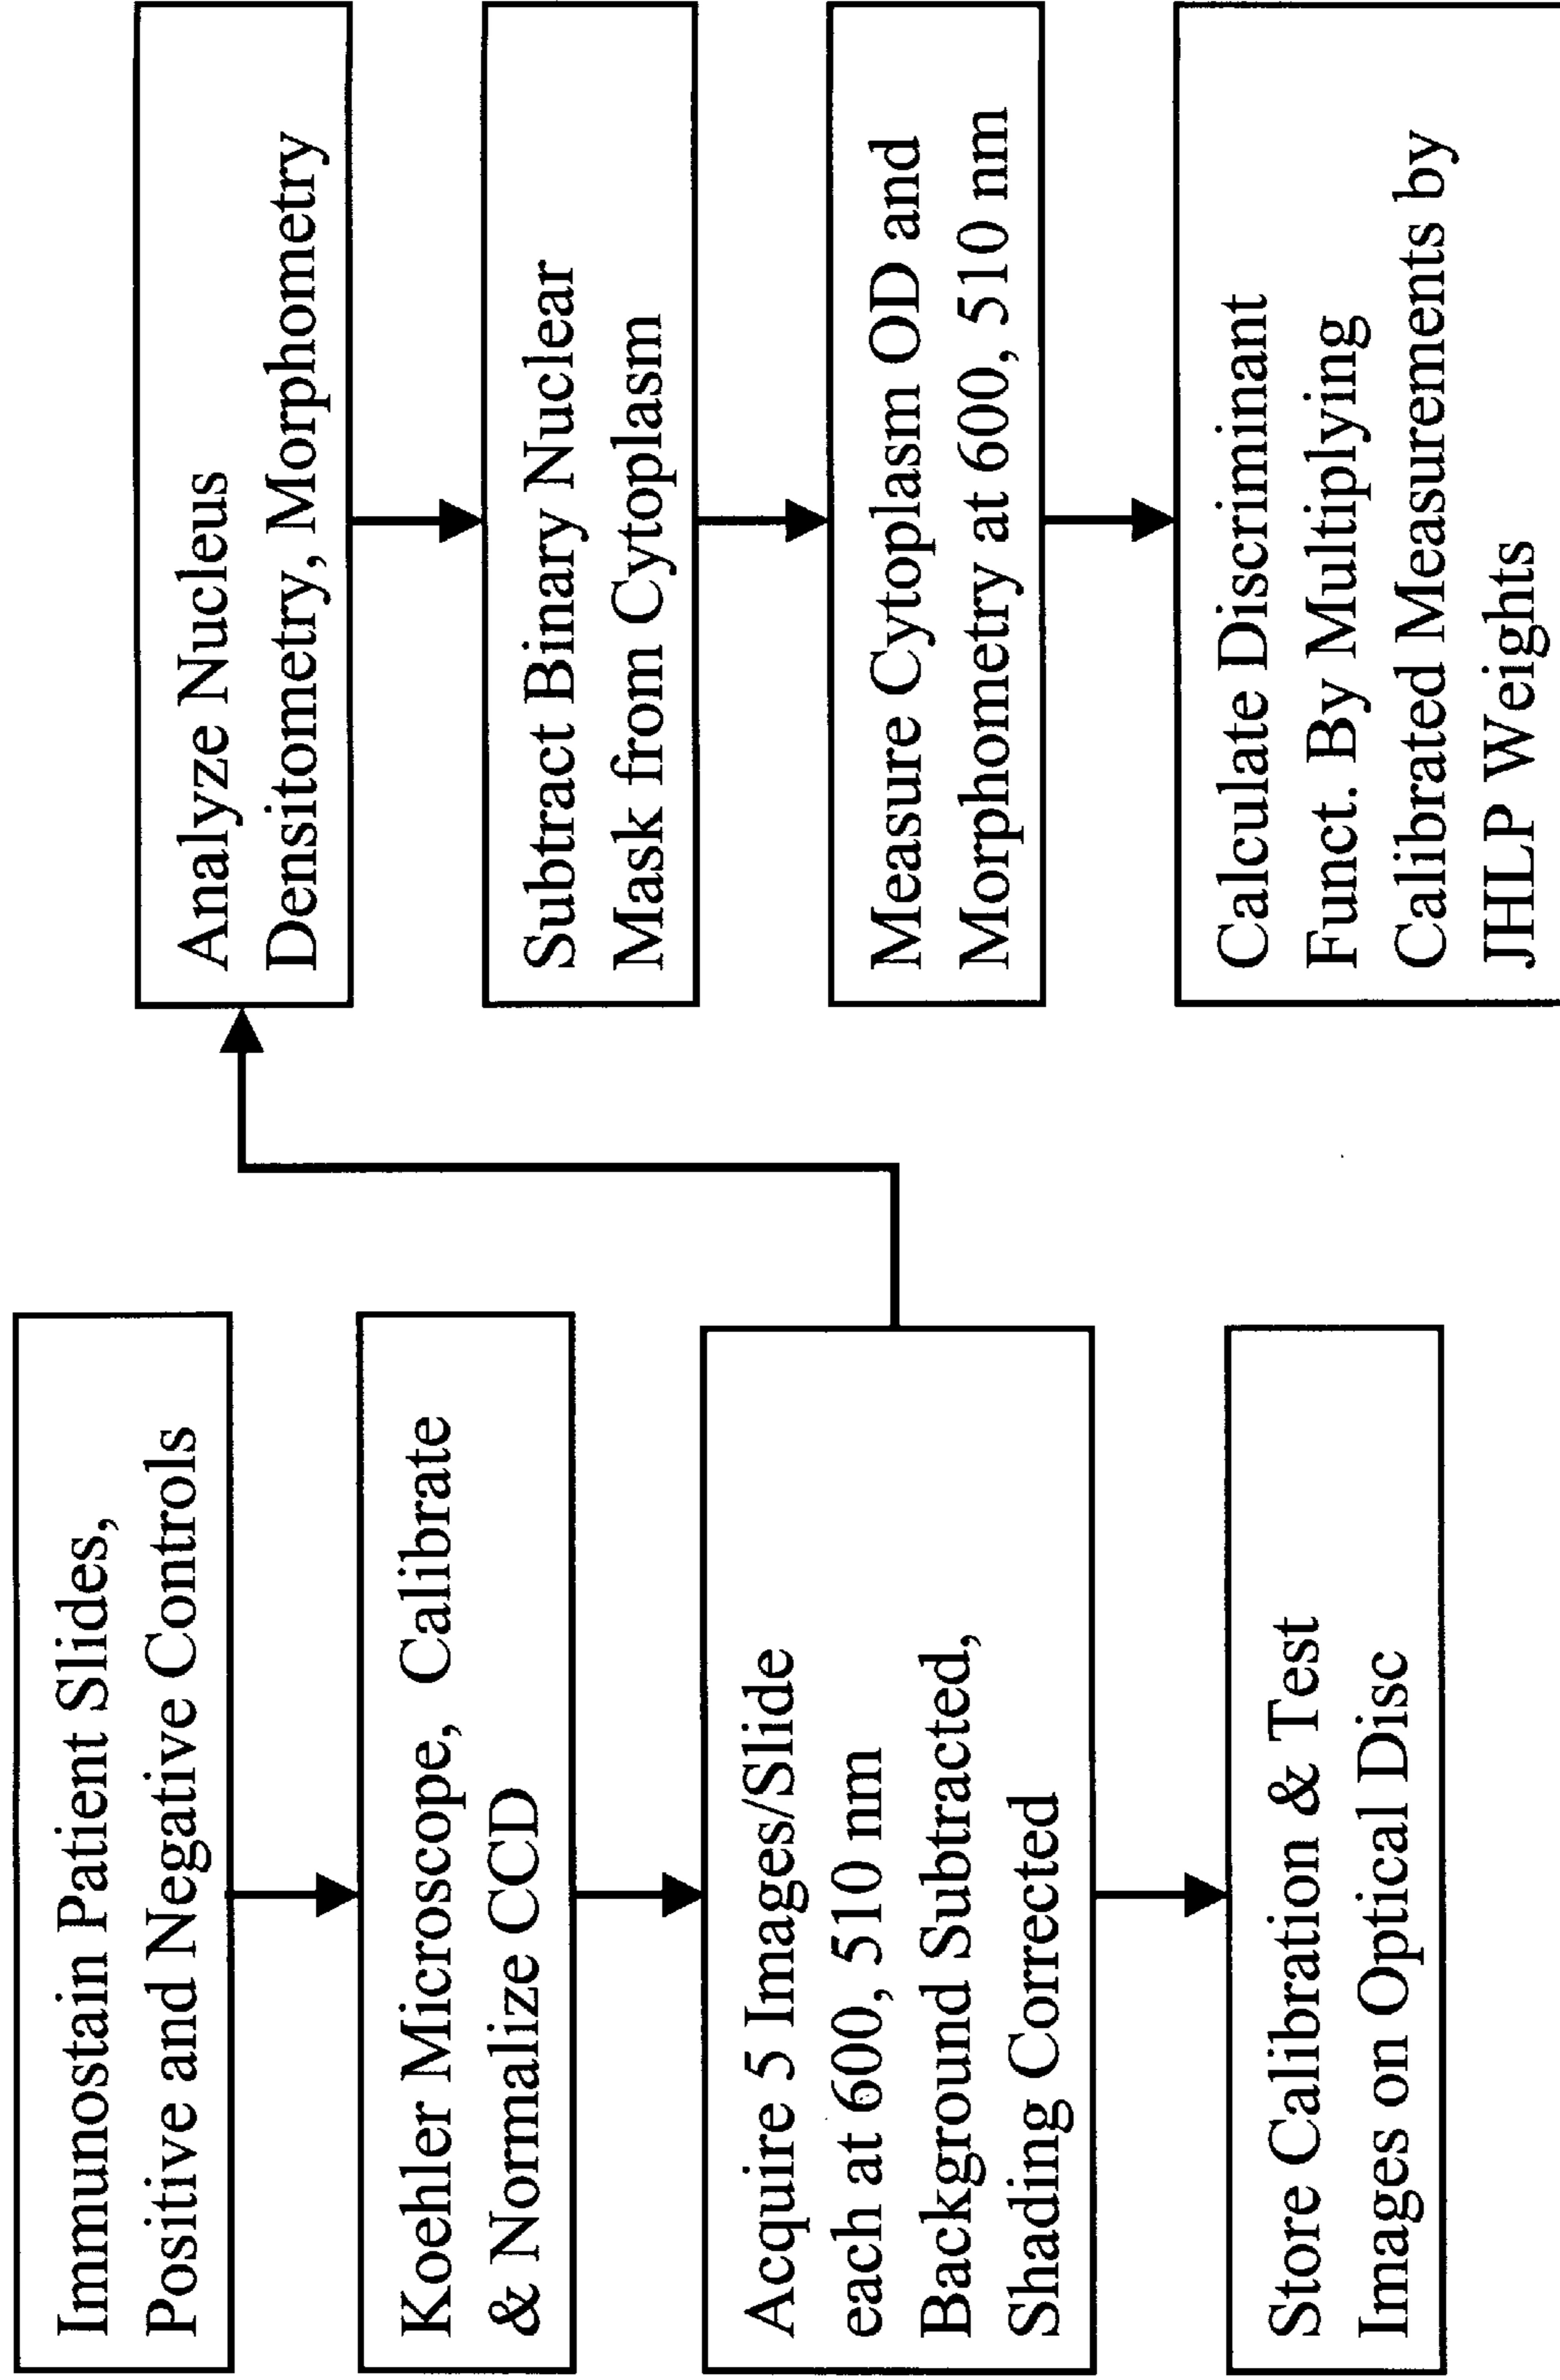 Immunostain Patient Slides,
Positive and Negative Controls
Koehler Microscope, Calibrate
& Normalize CCD
Acquire 5 Images/Slide
each at 600, 510 nm
Background Subtracted,
Shading Corrected
Store Calibration & Test
Images on Optical Disc
Analyze Nucleus
Densitometry, Morphometry
Subtract Binary Nuclear
Mask from Cytoplasm
Measure Cytoplasm OD and
Morphometry at 600, 510 nm
Calculate Discriminant
Funct. By Multiplying
Calibrated Measurements by
JHLP Weights